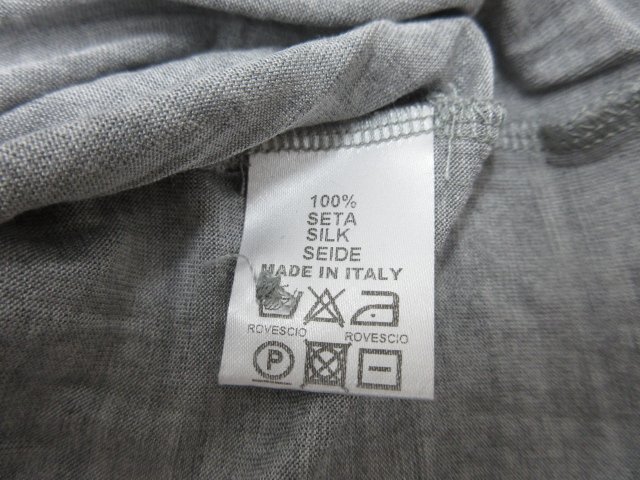 100%
SETA
SILK
SEIDE
MADE IN ITALY
ROVESCIO ROVESCIO
P